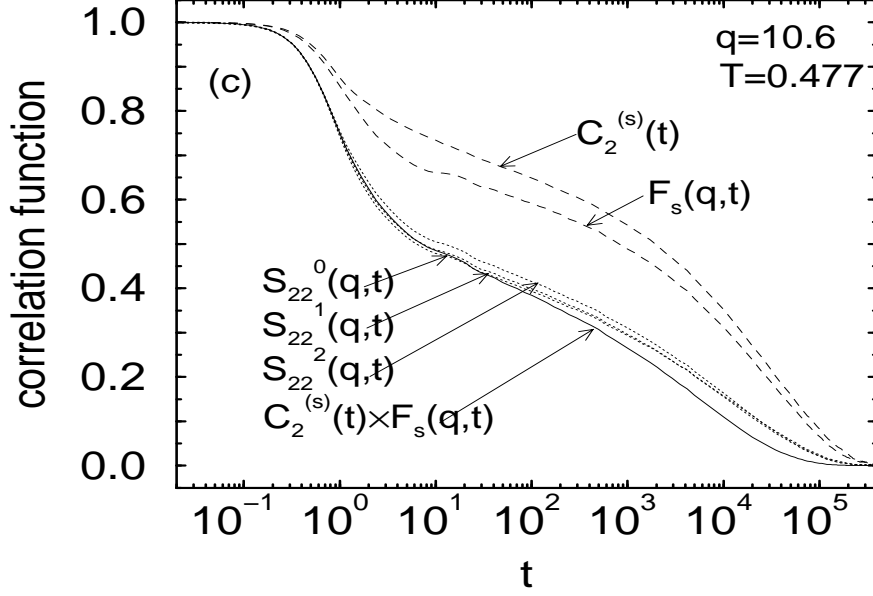 1.0
q=10.6
T=0.477
(c)
0.8
C₂⁽ˢ⁾(t)
Fₛ(q,t)
0.6
correlation function
S₂₂⁰(q,t)
0.4
S₂₂¹(q,t)
S₂₂²(q,t)
0.2
C₂⁽ˢ⁾(t)×Fₛ(q,t)
0.0
10⁻¹ 10⁰ 10¹ 10² 10³ 10⁴ 10⁵
t